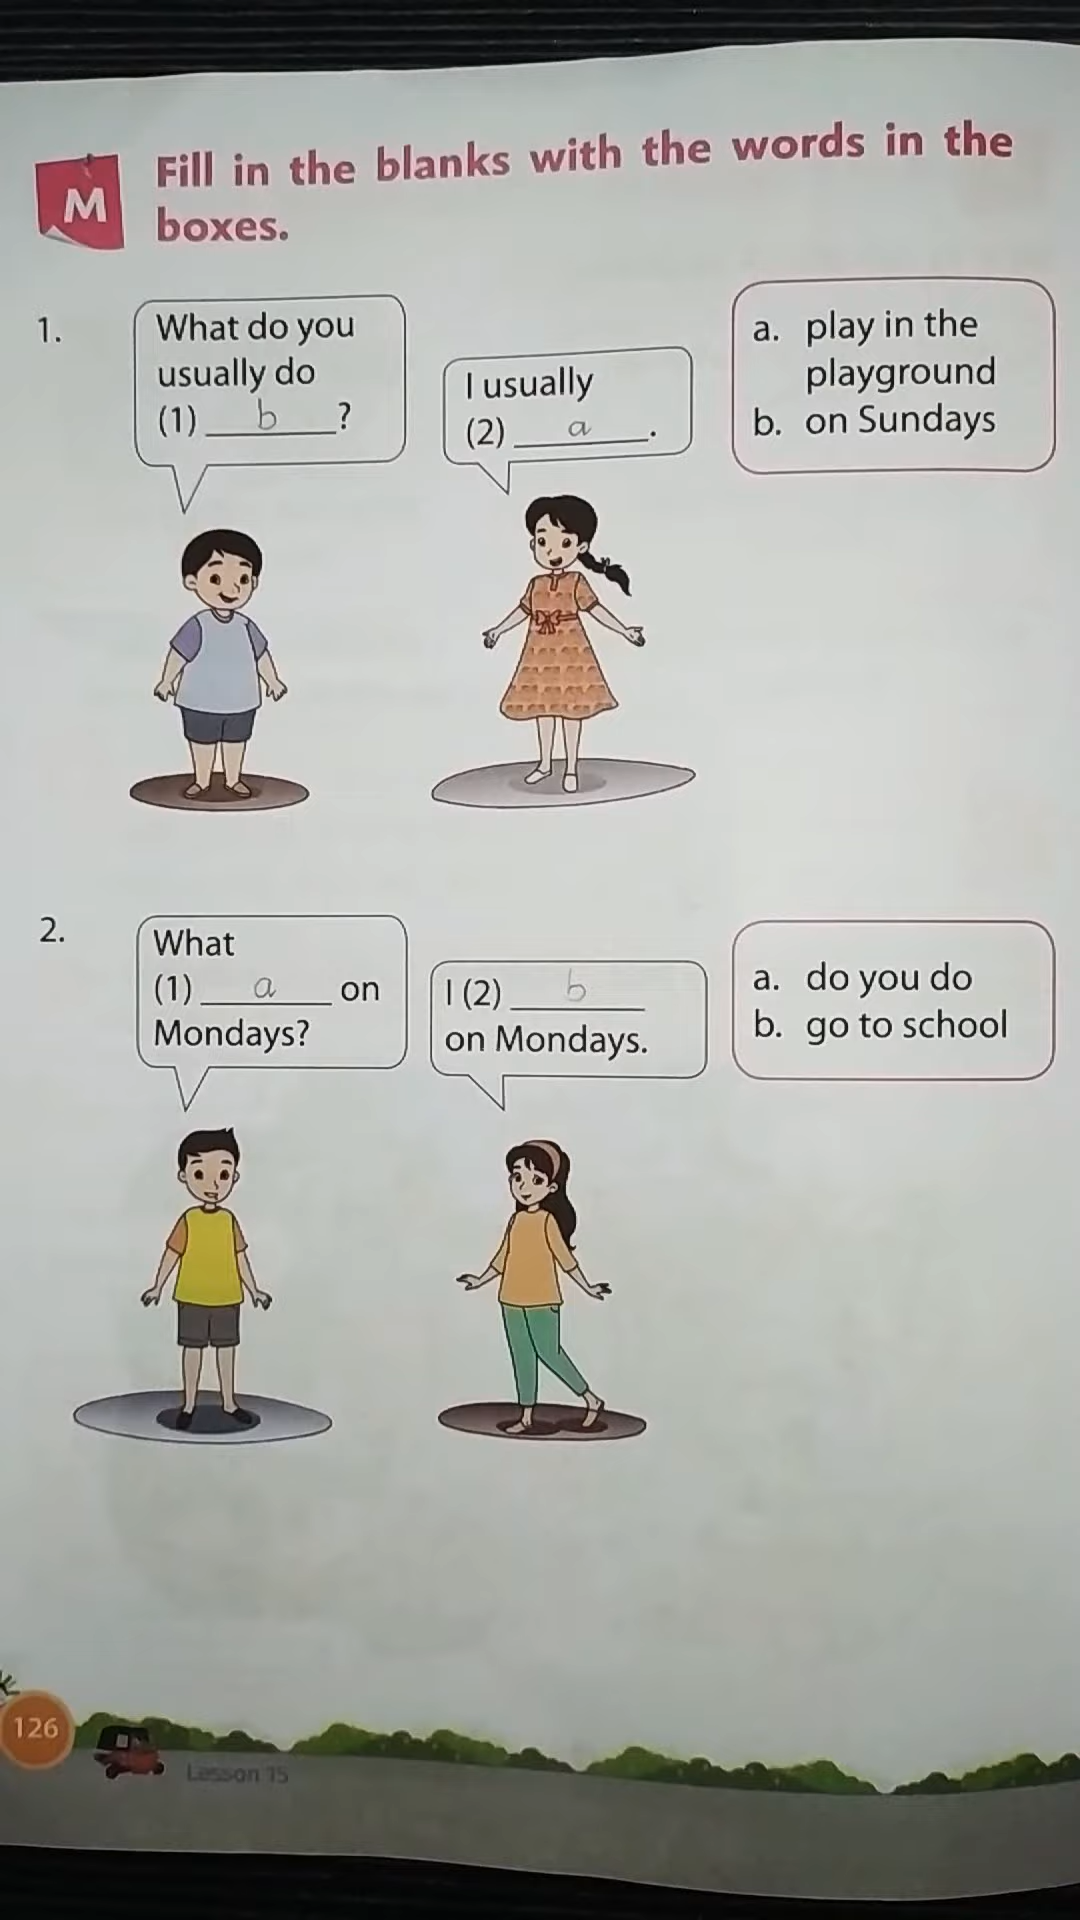 M
Fill in the blanks with the words in the
boxes.
1.
What do you
usually do
(1) b ?
I usually
(2) a .
a. play in the
playground
b. on Sundays
2.
What
(1) a on
Mondays?
I (2) b
on Mondays.
a. do you do
b. go to school
126
Lesson 15